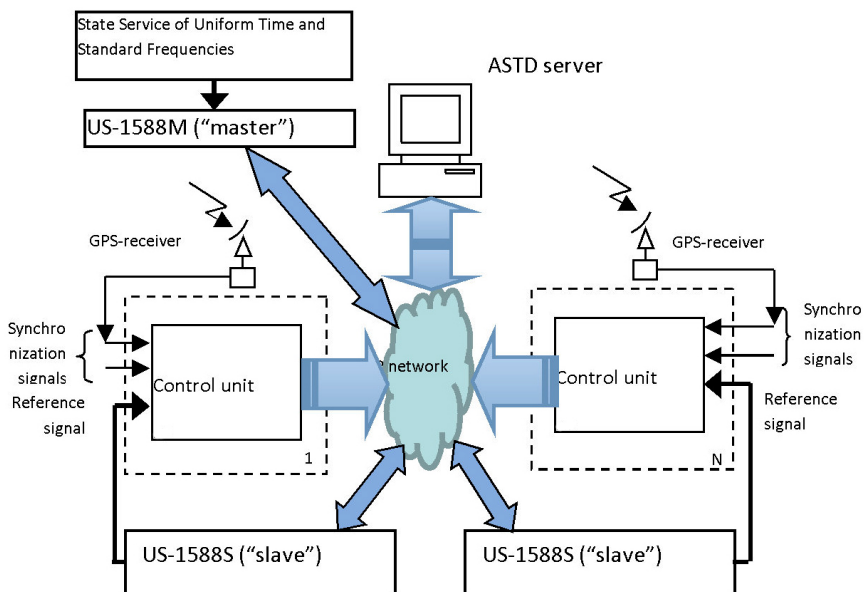 State Service of Uniform Time and
Standard Frequencies
ASTD server
US-1588M (“master”)
GPS-receiver
GPS-receiver
Synchro
nization
signals
Reference
signal
Control unit
1
network
Control unit
N
Synchro
nization
signals
Reference
signal
US-1588S (“slave”)
US-1588S (“slave”)